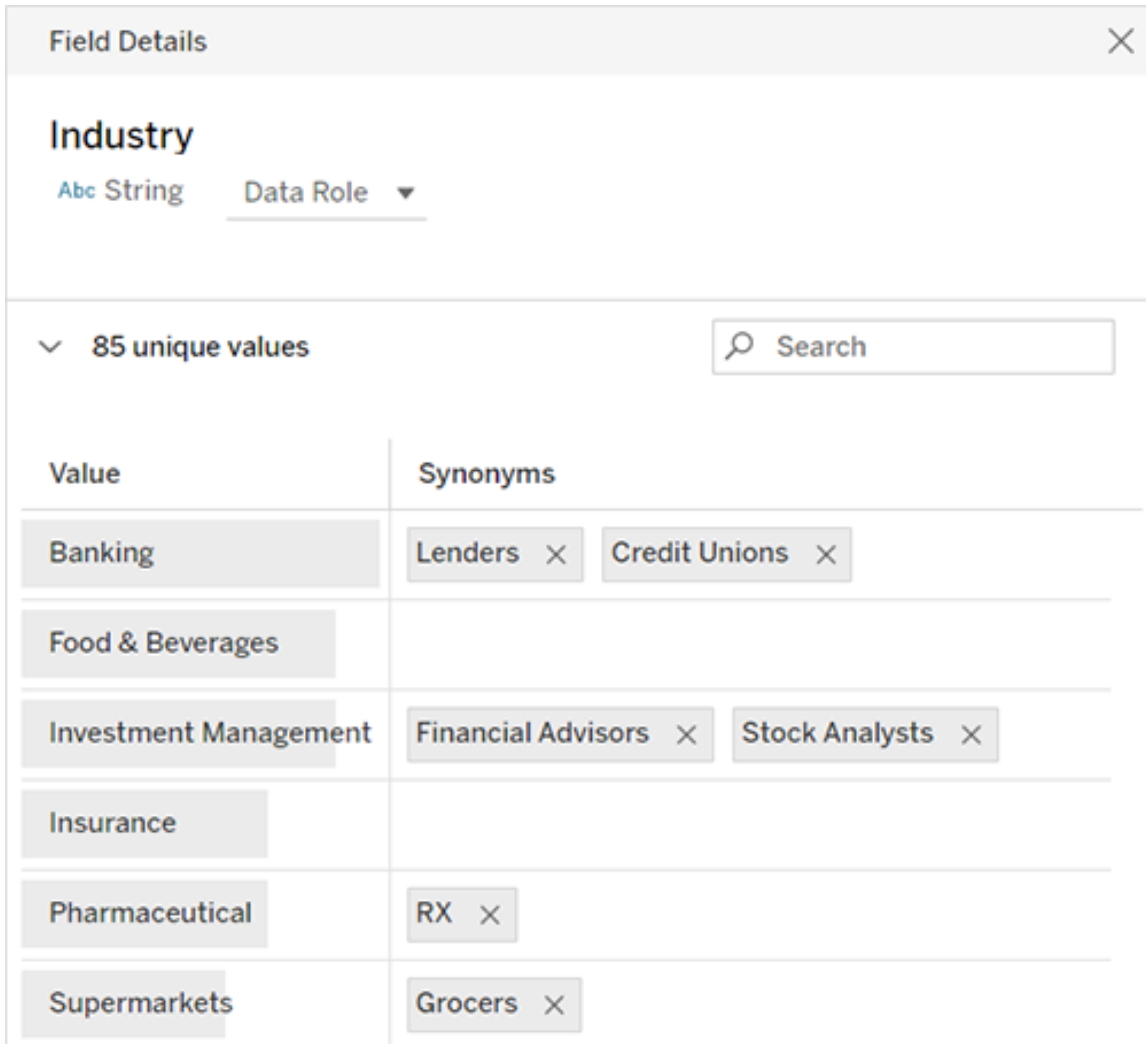 Field Details
Industry
Abc String Data Role
85 unique values Search
Value Synonyms
Banking Lenders Credit Unions
Food & Beverages
Investment Management Financial Advisors Stock Analysts
Insurance
Pharmaceutical RX
Supermarkets Grocers